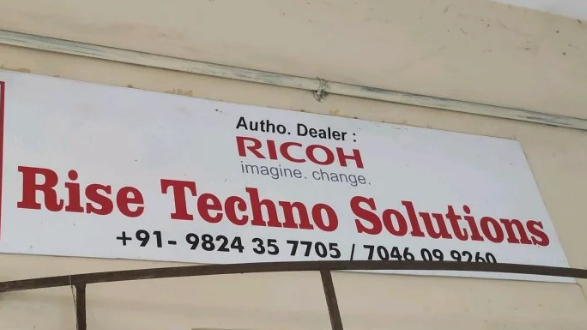 Autho. Dealer :
RICOH
imagine. change.
Rise Techno Solutions
+91- 9824 35 7705 / 7046 09 9260